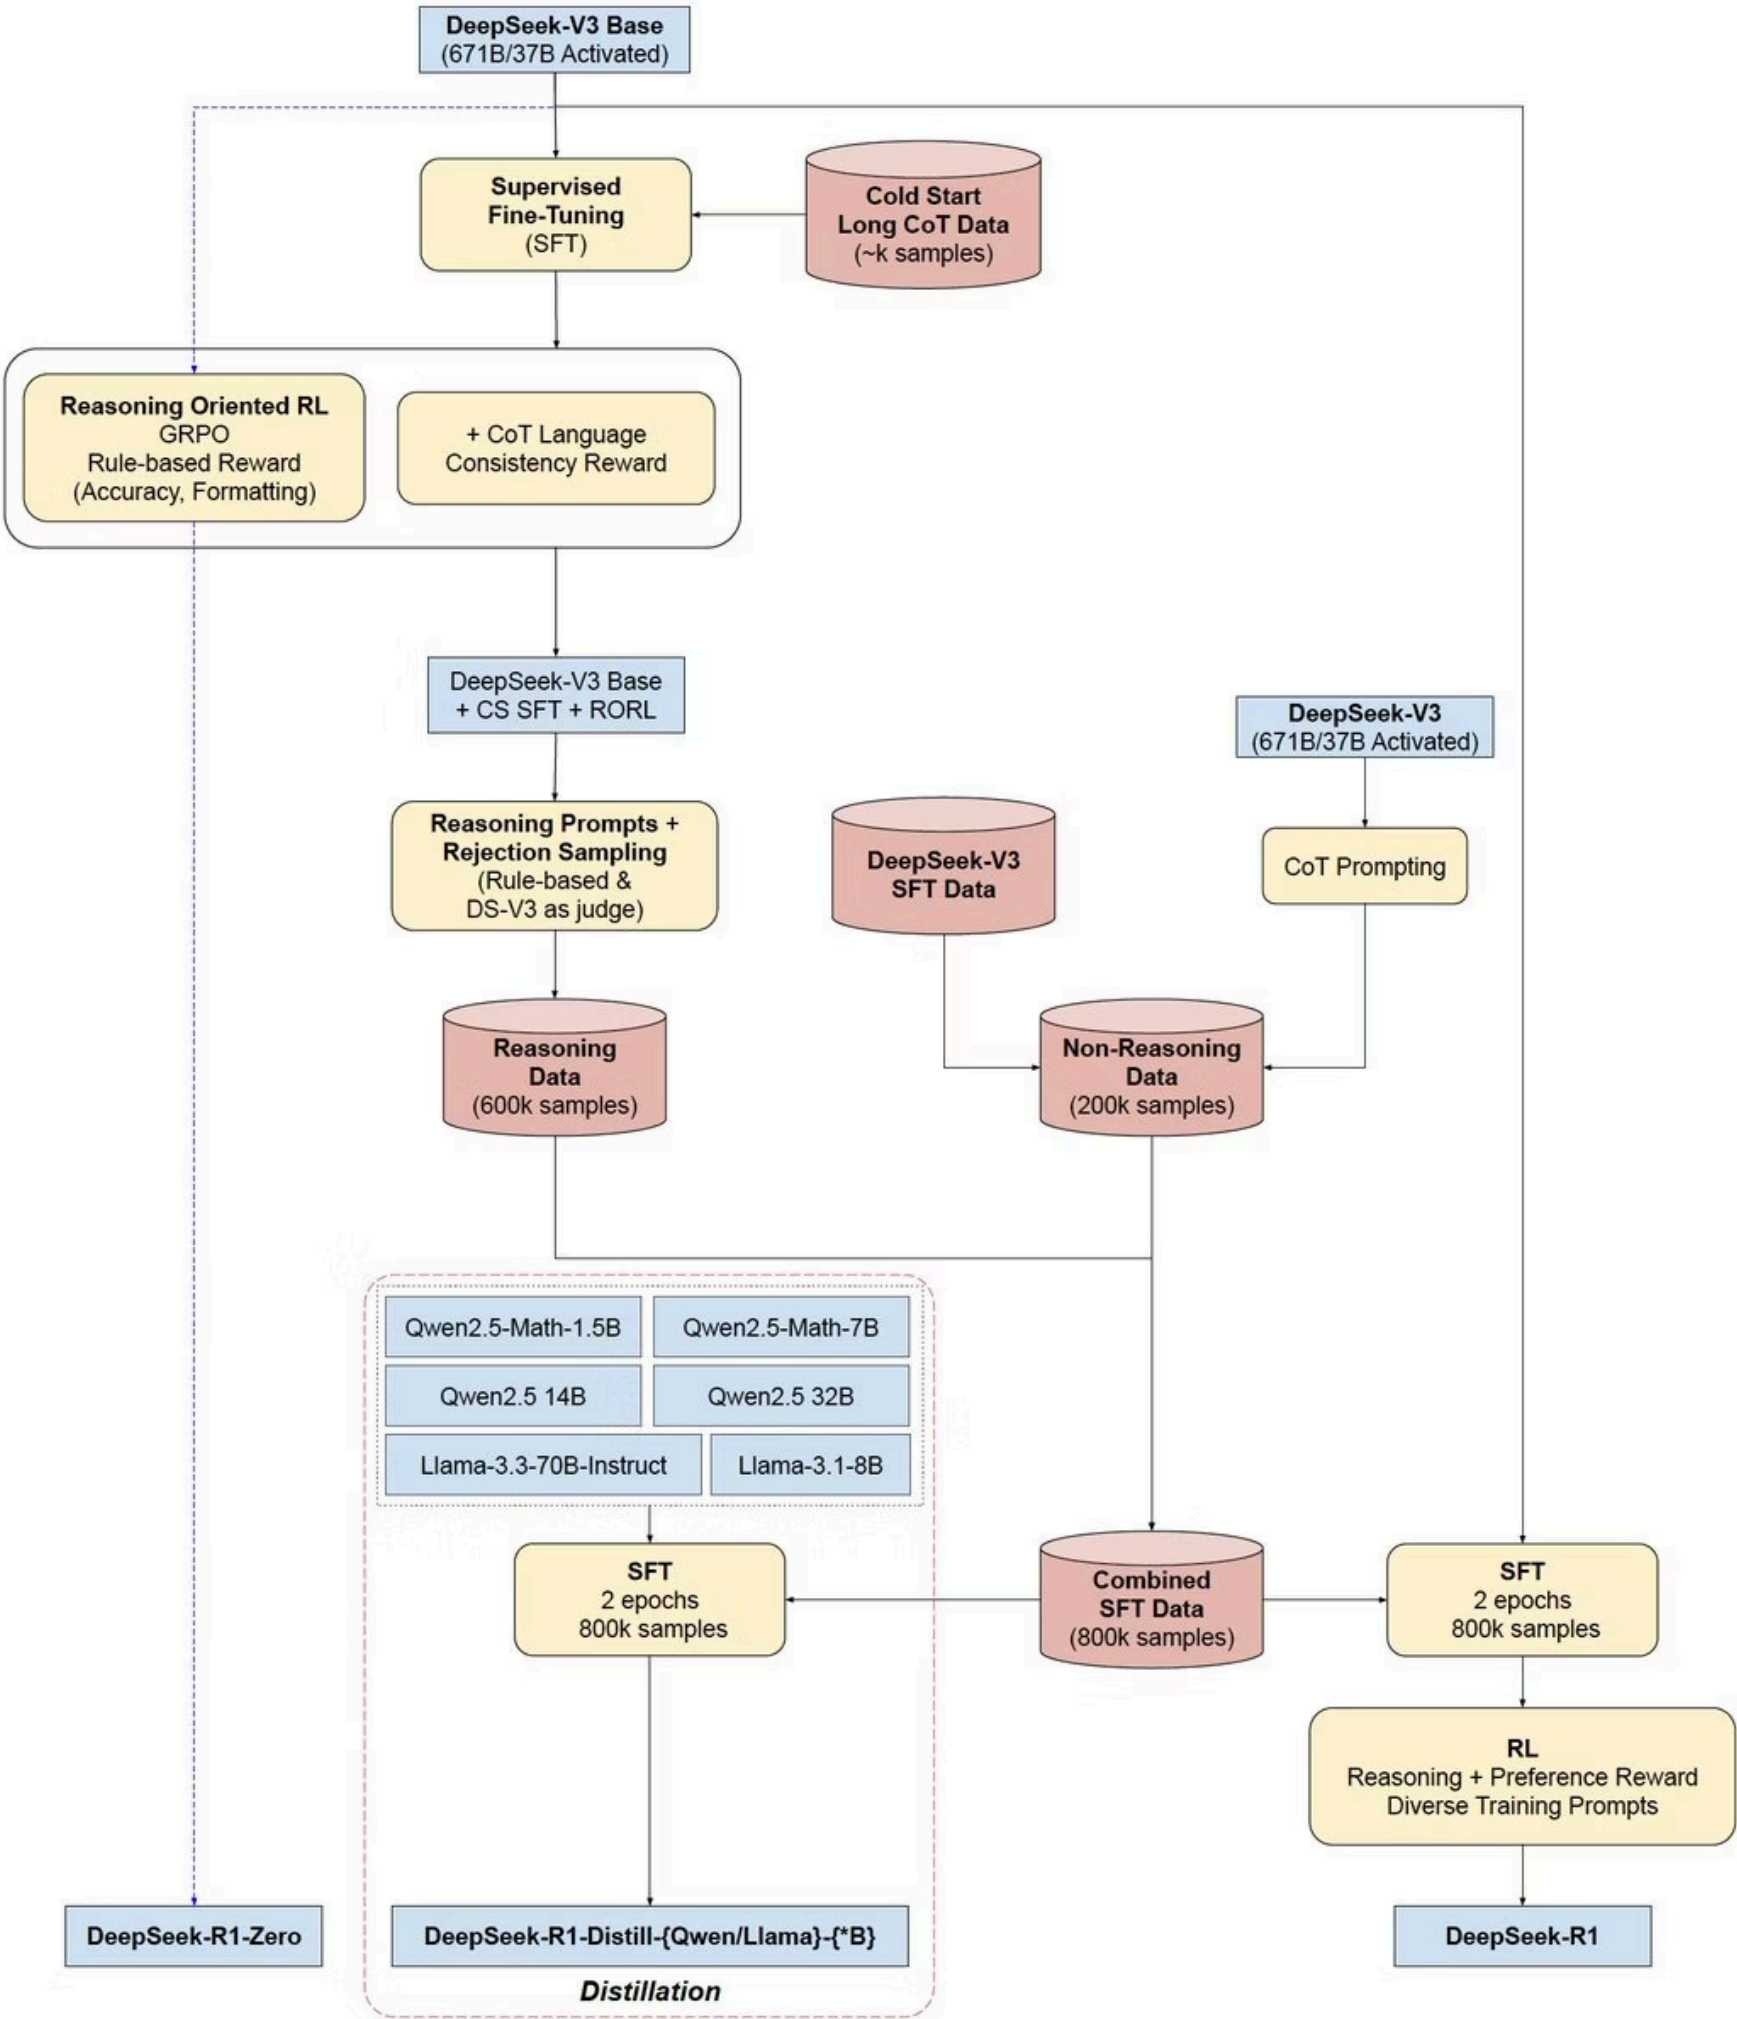 DeepSeek-V3 Base
(671B/37B Activated)
Supervised
Fine-Tuning
(SFT)
Cold Start
Long CoT Data
(~k samples)
Reasoning Oriented RL
GRPO
Rule-based Reward
(Accuracy, Formatting)
+ CoT Language
Consistency Reward
DeepSeek-V3 Base
+ CS SFT + RORL
DeepSeek-V3
(671B/37B Activated)
Reasoning Prompts +
Rejection Sampling
(Rule-based &
DS-V3 as judge)
DeepSeek-V3
SFT Data
CoT Prompting
Reasoning
Data
(600k samples)
Non-Reasoning
Data
(200k samples)
Qwen2.5-Math-1.5B
Qwen2.5-Math-7B
Qwen2.5 14B
Qwen2.5 32B
Llama-3.3-70B-Instruct
Llama-3.1-8B
SFT
2 epochs
800k samples
Combined
SFT Data
(800k samples)
SFT
2 epochs
800k samples
RL
Reasoning + Preference Reward
Diverse Training Prompts
DeepSeek-R1-Zero
DeepSeek-R1-Distill-{Qwen/Llama}-{*B}
DeepSeek-R1
Distillation